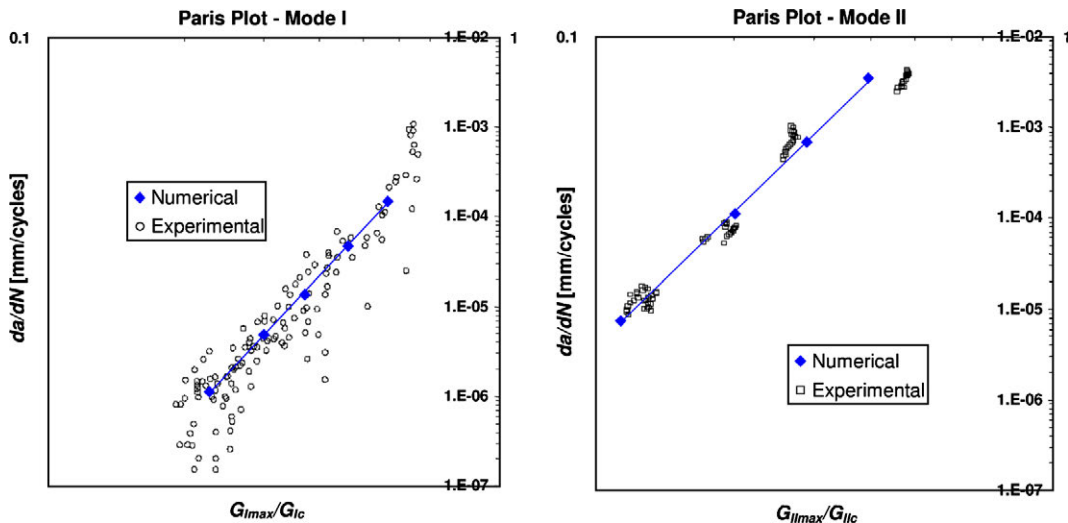 Paris Plot - Mode I
0.1
1.E-02
1
1.E-03
1.E-04
1.E-05
1.E-06
1.E-07
da/dN [mm/cycles]
Numerical
Experimental
GImax/GIc
Paris Plot - Mode II
0.1
1.E-02
1
1.E-03
1.E-04
1.E-05
1.E-06
1.E-07
da/dN [mm/cycles]
Numerical
Experimental
GIImax/GIIc